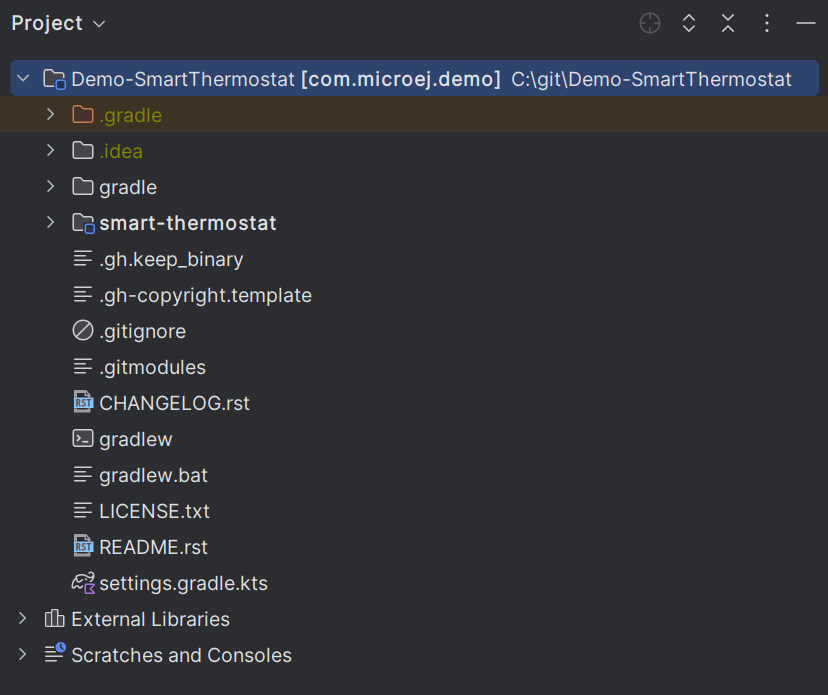 Project
Demo-SmartThermostat [com.microej.demo] C:\git\Demo-SmartThermostat
.gradle
.idea
gradle
smart-thermostat
.gh.keep_binary
.gh-copyright.template
.gitignore
.gitmodules
RST CHANGELOG.rst
gradlew
gradlew.bat
LICENSE.txt
RST README.rst
settings.gradle.kts
External Libraries
Scratches and Consoles